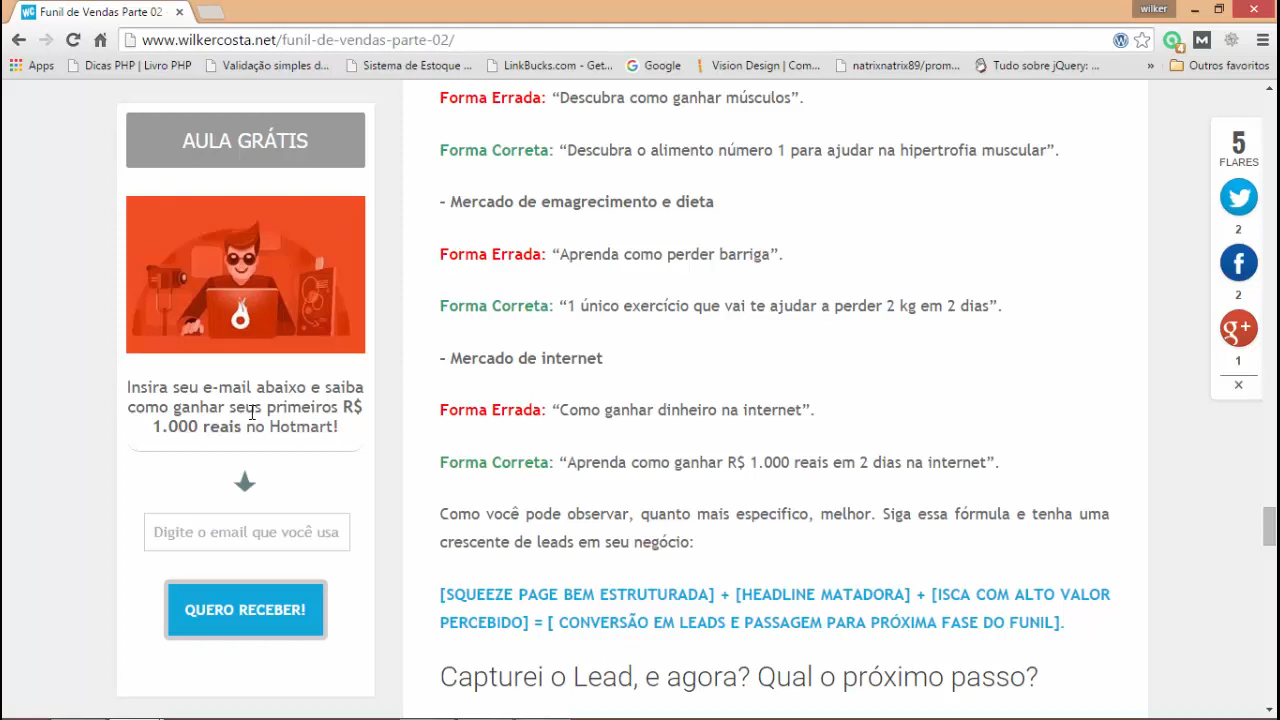 WC Funil de Vendas Parte 02
wilker
www.wilkercosta.net/funil-de-vendas-parte-02/
Apps Dicas PHP | Livro PHP Validação simples d... Sistema de Estoque ... LinkBucks.com - Get... Google Vision Design | Com... natrixnatrix89/prom... Tudo sobre jQuery: ... » Outros favoritos
AULA GRÁTIS
Insira seu e-mail abaixo e saiba
como ganhar seus primeiros R$
1.000 reais no Hotmart!
Digite o email que você usa
QUERO RECEBER!
Forma Errada: “Descubra como ganhar músculos”.
Forma Correta: “Descubra o alimento número 1 para ajudar na hipertrofia muscular”.
- Mercado de emagrecimento e dieta
Forma Errada: “Aprenda como perder barriga”.
Forma Correta: “1 único exercício que vai te ajudar a perder 2 kg em 2 dias”.
- Mercado de internet
Forma Errada: “Como ganhar dinheiro na internet”.
Forma Correta: “Aprenda como ganhar R$ 1.000 reais em 2 dias na internet”.
Como você pode observar, quanto mais especifico, melhor. Siga essa fórmula e tenha uma
crescente de leads em seu negócio:
[SQUEEZE PAGE BEM ESTRUTURADA] + [HEADLINE MATADORA] + [ISCA COM ALTO VALOR
PERCEBIDO] = [ CONVERSÃO EM LEADS E PASSAGEM PARA PRÓXIMA FASE DO FUNIL].
Capturei o Lead, e agora? Qual o próximo passo?
5
FLARES
2
2
g+
1
×